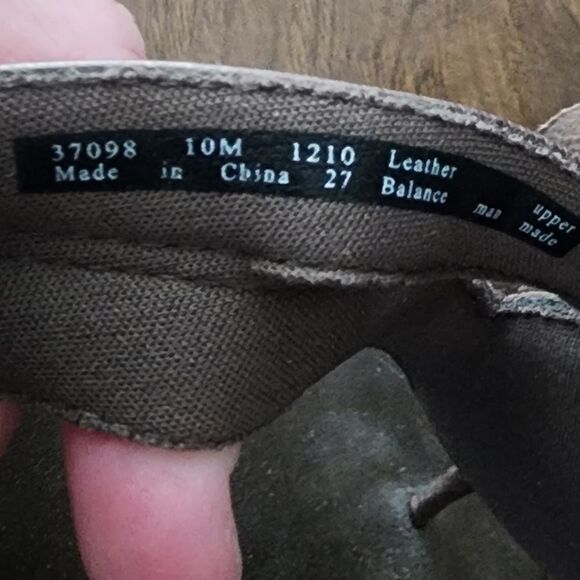 37098 10M 1210 Leather upper
Made in China 27 Balance man made